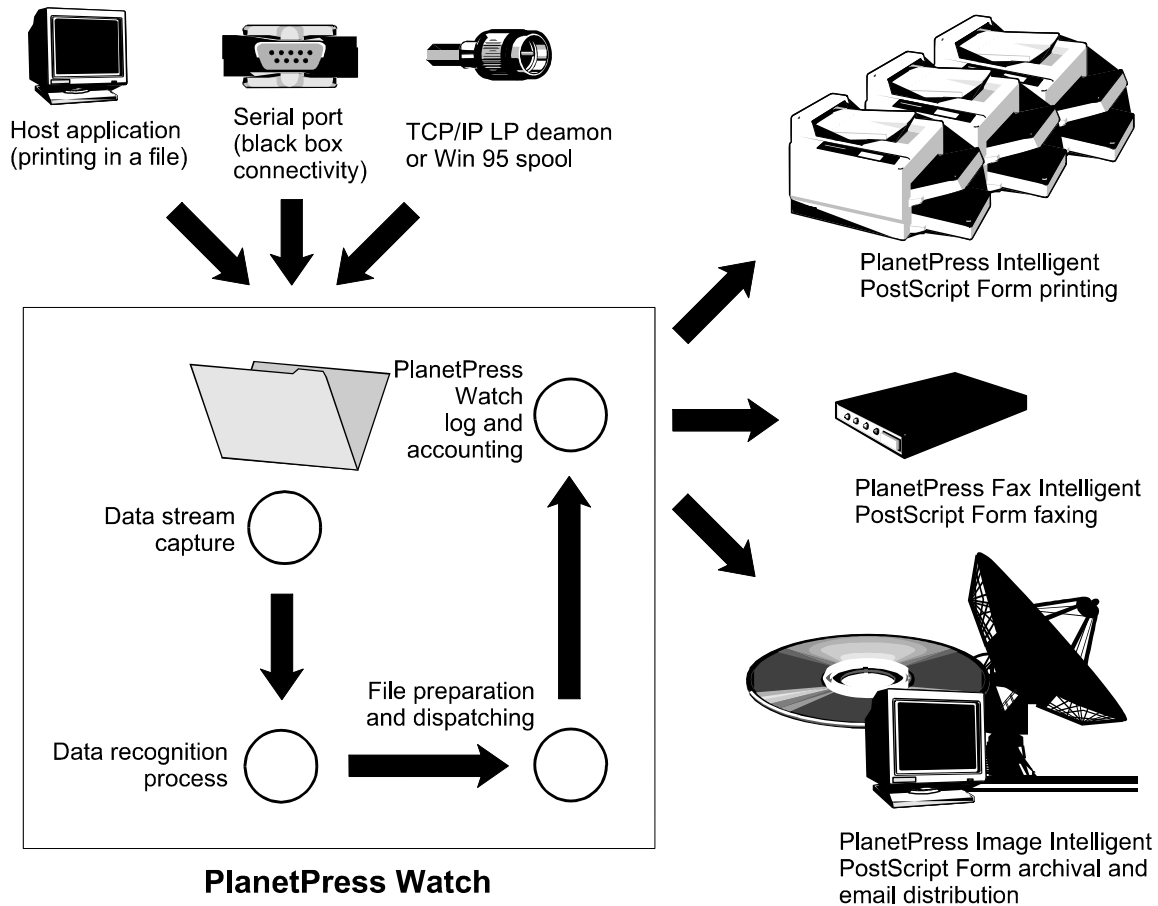 Host application
(printing in a file)
Serial port
(black box
connectivity)
TCP/IP LP deamon
or Win 95 spool
PlanetPress Intelligent
PostScript Form printing
PlanetPress
Watch
log and
accounting
Data stream
capture
PlanetPress Fax Intelligent
PostScript Form faxing
File preparation
and dispatching
Data recognition
process
PlanetPress Image Intelligent
PostScript Form archival and
email distribution
PlanetPress Watch